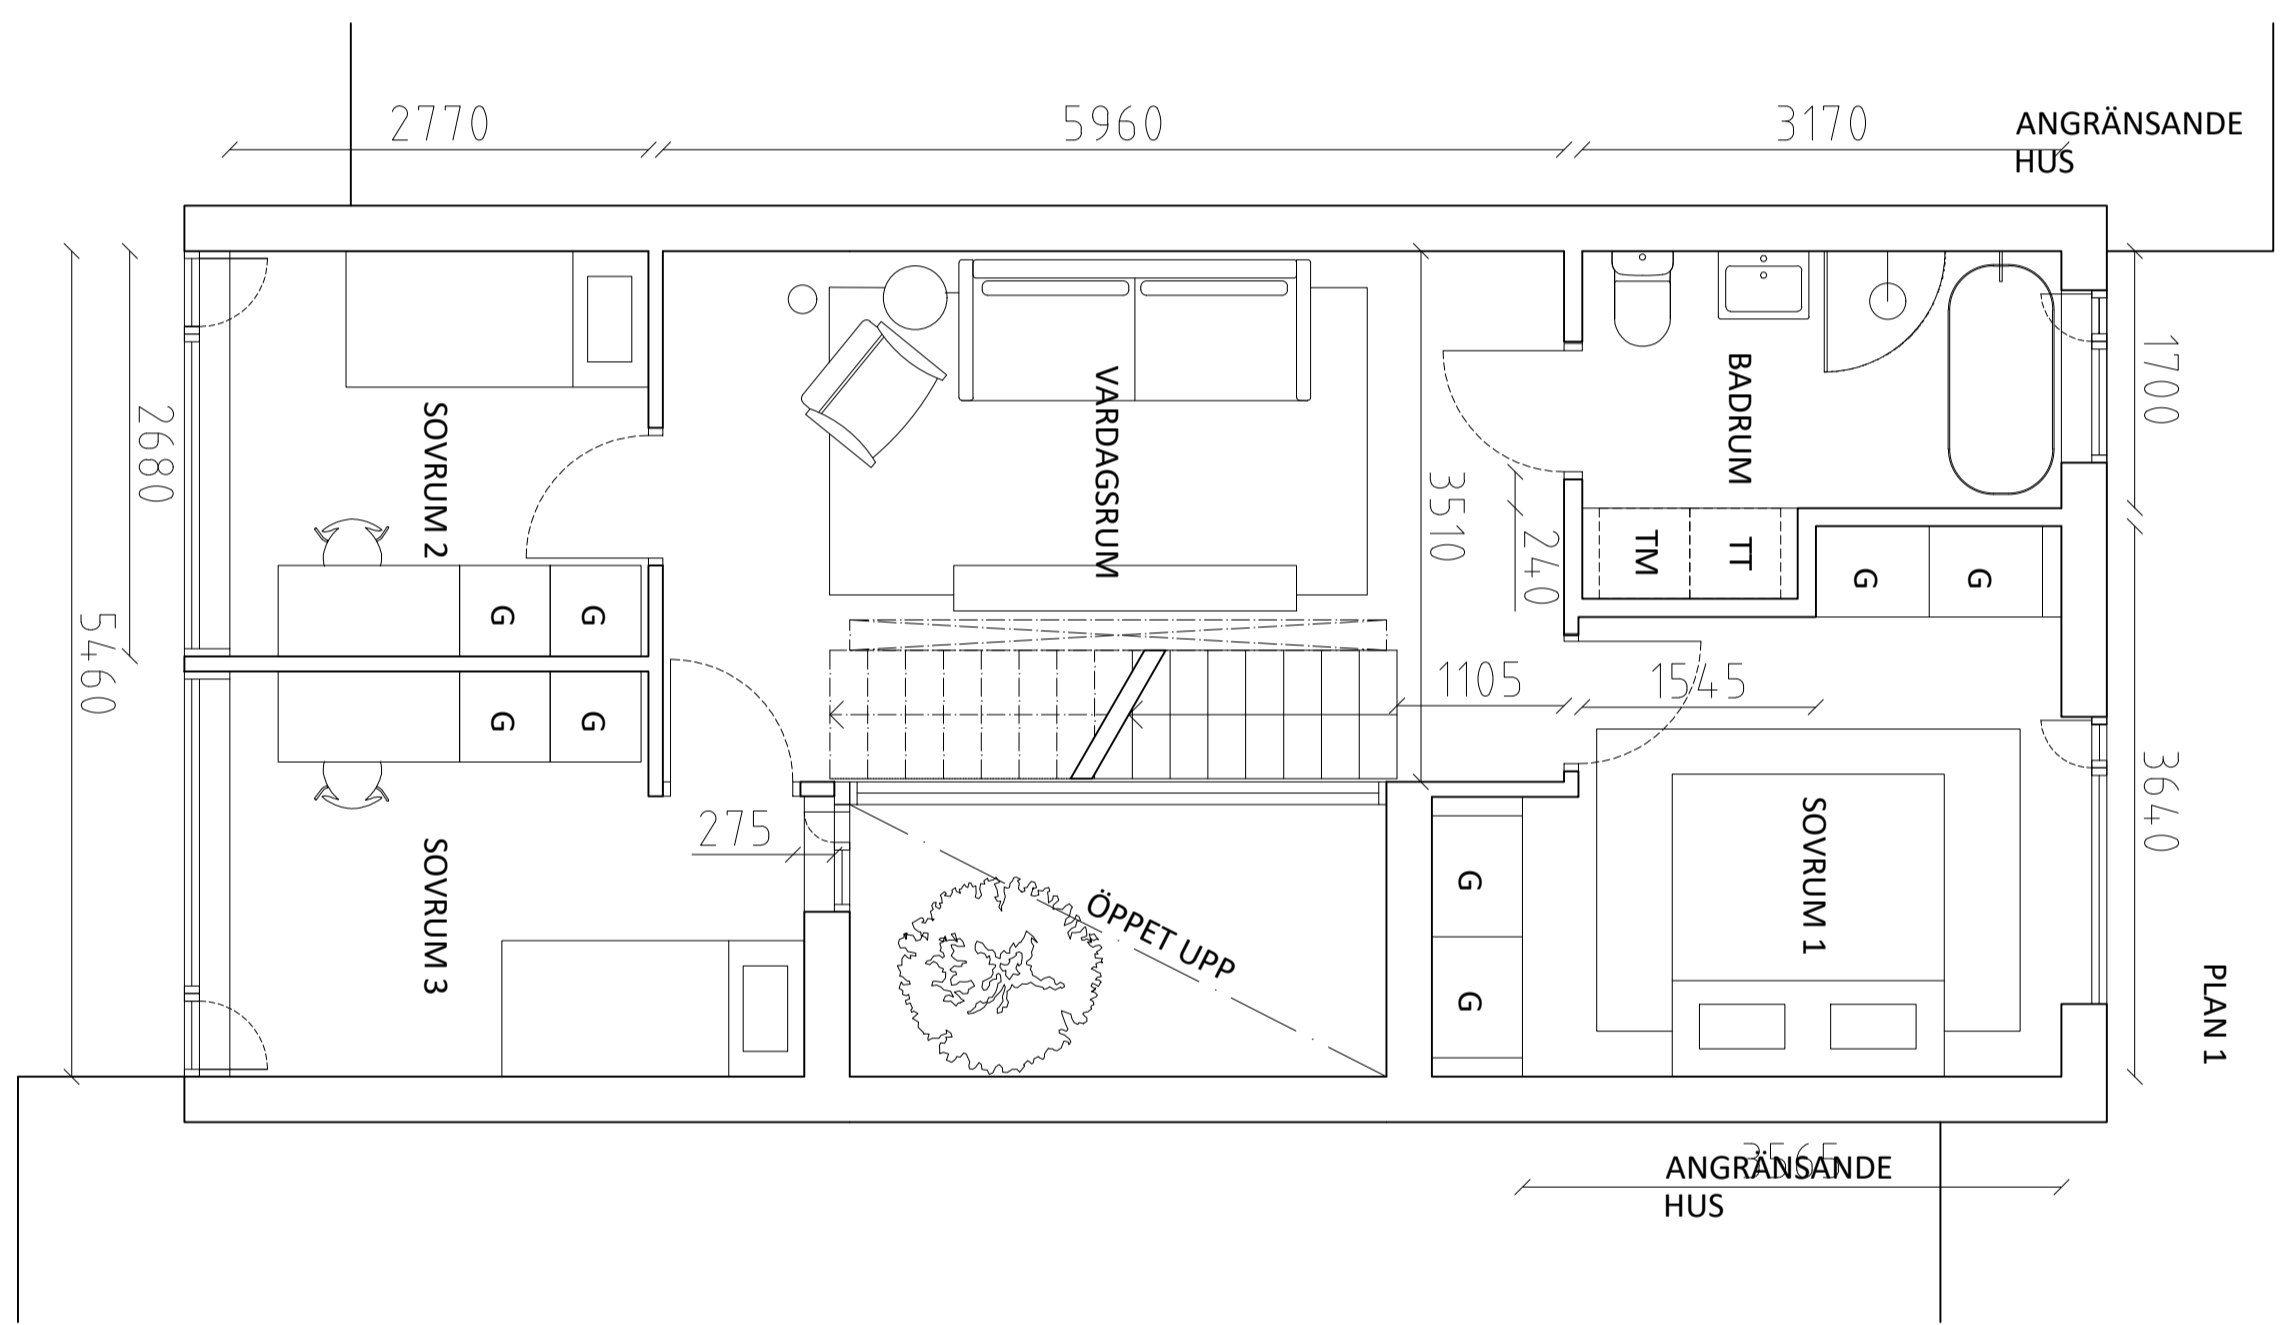 2770
5960
3170
ANGRÄNSANDE
HUS
2680
5460
SOVRUM 2
G
G
G
G
SOVRUM 3
275
VARDAGSRUM
3510
240
1105
1545
BADRUM
TM
TT
G
G
1700
3640
SOVRUM 1
G
G
ÖPPET UPP
PLAN 1
3565
ANGRÄNSANDE
HUS